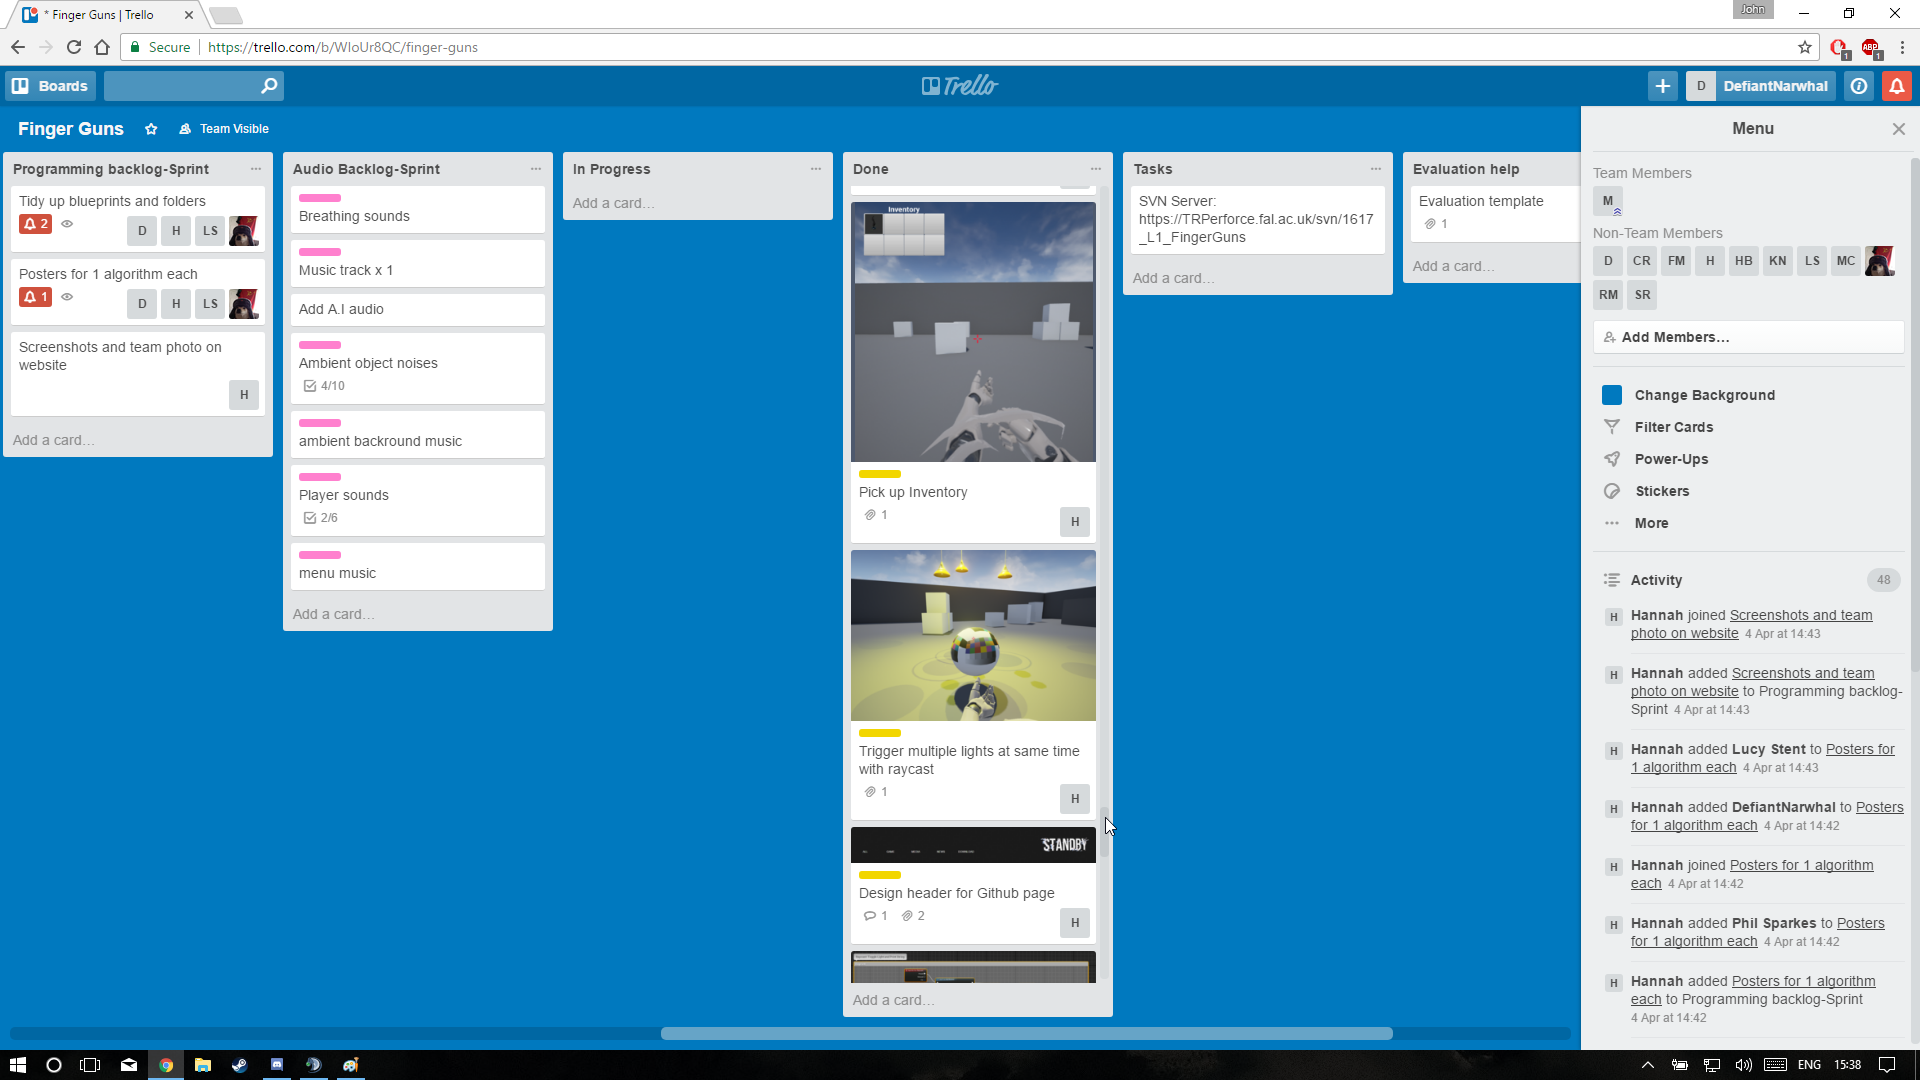 * Finger Guns | Trello
John
Secure
https://trello.com/b/WIoUr8QC/finger-guns
1
ABP
1
Boards
Trello
D
DefiantNarwhal
Finger Guns
Team Visible
Programming backlog-Sprint
Tidy up blueprints and folders
2
D
H
LS
Posters for 1 algorithm each
1
D
H
LS
Screenshots and team photo on
website
H
Add a card…
Audio Backlog-Sprint
Breathing sounds
Music track x 1
Add A.I audio
Ambient object noises
4/10
ambient backround music
Player sounds
2/6
menu music
Add a card…
In Progress
Add a card…
Done
Inventory
Pick up Inventory
1
H
Trigger multiple lights at same time
with raycast
1
H
STANDBY
Design header for Github page
1
2
H
Add a card…
Tasks
SVN Server:
https://TRPerforce.fal.ac.uk/svn/1617
_L1_FingerGuns
Add a card…
Evaluation help
Evaluation template
1
Add a card…
Menu
Team Members
M
Non-Team Members
D CR FM H HB KN LS MC
RM SR
Add Members…
Change Background
Filter Cards
Power-Ups
Stickers
More
Activity
48
H
Hannah joined Screenshots and team
photo on website 4 Apr at 14:43
H
Hannah added Screenshots and team
photo on website to Programming backlog-
Sprint 4 Apr at 14:43
H
Hannah added Lucy Stent to Posters for
1 algorithm each 4 Apr at 14:43
H
Hannah added DefiantNarwhal to Posters
for 1 algorithm each 4 Apr at 14:42
H
Hannah joined Posters for 1 algorithm
each 4 Apr at 14:42
H
Hannah added Phil Sparkes to Posters
for 1 algorithm each 4 Apr at 14:42
H
Hannah added Posters for 1 algorithm
each to Programming backlog-Sprint
4 Apr at 14:42
ENG
15:38